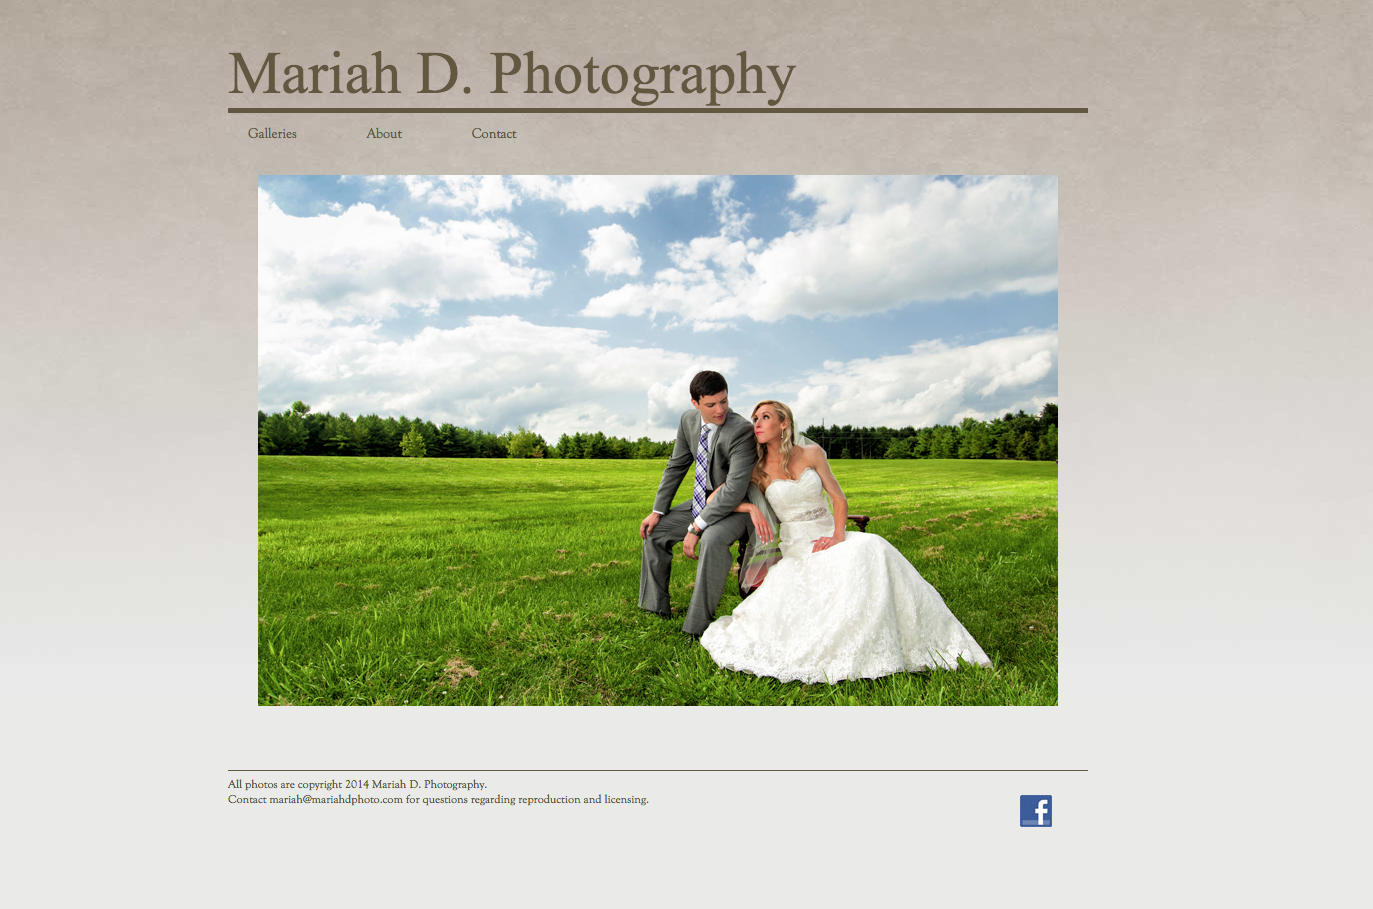 Mariah D. Photography
Galleries About Contact
All photos are copyright 2014 Mariah D. Photography.
Contact mariah@mariahdphoto.com for questions regarding reproduction and licensing.
f